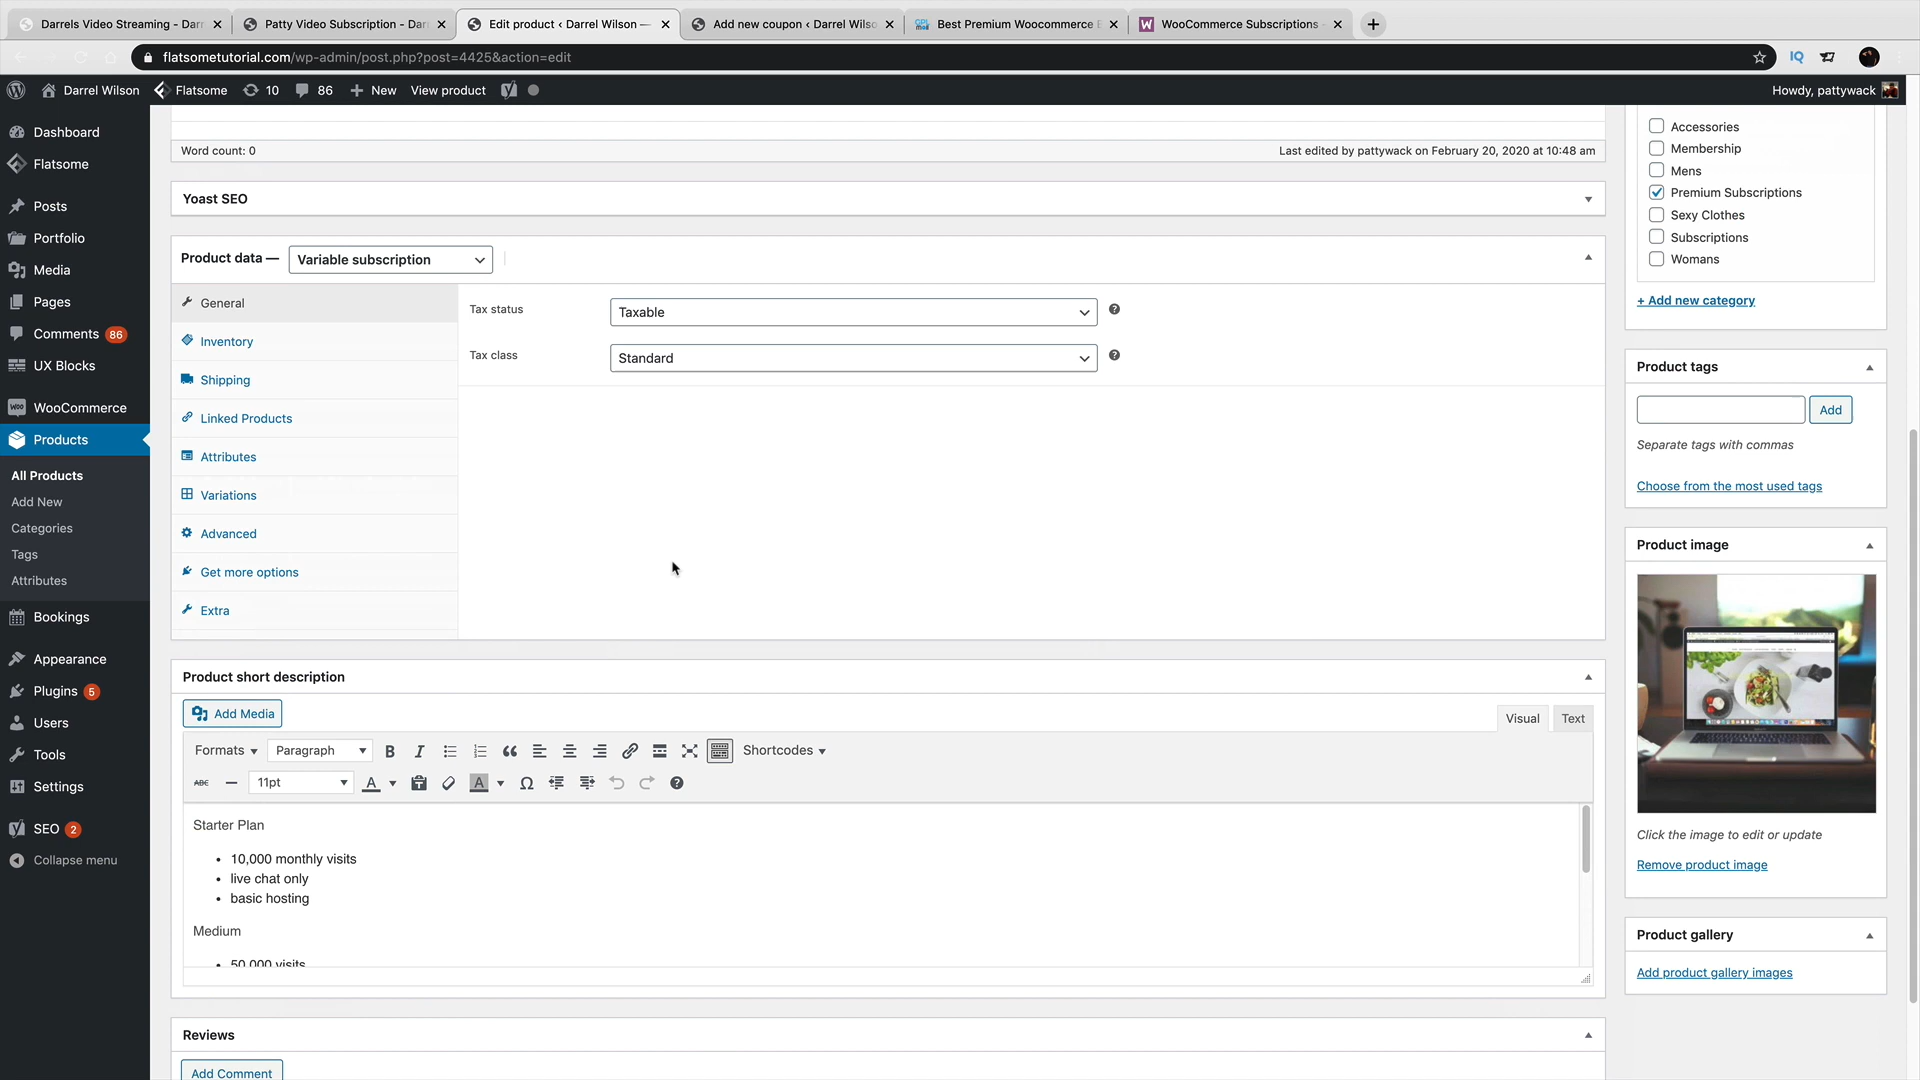 Darrels Video Streaming - Darr
Patty Video Subscription - Dar
Edit product ‹ Darrel Wilson —
Add new coupon ‹ Darrel Wilso
Best Premium Woocommerce E
WooCommerce Subscriptions -
flatsometutorial.com/wp-admin/post.php?post=4425&action=edit
IQ
Darrel Wilson
Flatsome
10
86
New
View product
Howdy, pattywack
Dashboard
Flatsome
Posts
Portfolio
Media
Pages
Comments 86
UX Blocks
WooCommerce
Products
All Products
Add New
Categories
Tags
Attributes
Bookings
Appearance
Plugins 5
Users
Tools
Settings
SEO 2
Collapse menu
Word count: 0
Last edited by pattywack on February 20, 2020 at 10:48 am
Yoast SEO
Product data —
Variable subscription
General
Inventory
Shipping
Linked Products
Attributes
Variations
Advanced
Get more options
Extra
Tax status
Taxable
Tax class
Standard
Product short description
Add Media
Visual
Text
Formats
Paragraph
B
I
Shortcodes
ABC
11pt
A
A
Ω
Starter Plan
• 10,000 monthly visits
• live chat only
• basic hosting
Medium
• 50,000 visits
Reviews
Add Comment
Accessories
Membership
Mens
Premium Subscriptions
Sexy Clothes
Subscriptions
Womans
+ Add new category
Product tags
Add
Separate tags with commas
Choose from the most used tags
Product image
Click the image to edit or update
Remove product image
Product gallery
Add product gallery images